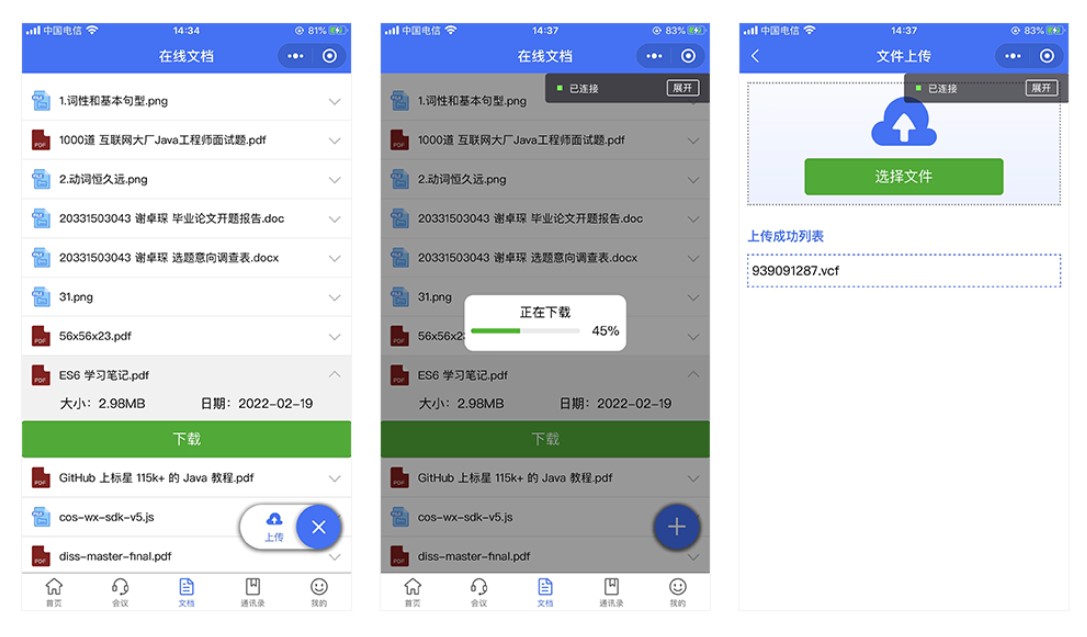 中国电信
14:34
81%
在线文档
1.词性和基本句型.png
1000道 互联网大厂Java工程师面试题.pdf
2.动词恒久远.png
20331503043 谢卓琛 毕业论文开题报告.doc
20331503043 谢卓琛 选题意向调查表.docx
31.png
56x56x23.pdf
ES6 学习笔记.pdf
大小：2.98MB 日期：2022-02-19
下载
GitHub 上标星 115k+ 的 Java 教程.pdf
cos-wx-sdk-v5.js
上传
diss-master-final.pdf
首页 会议 文档 通讯录 我的
中国电信
14:37
83%
在线文档
已连接 展开
1.词性和基本句型.png
1000道 互联网大厂Java工程师面试题.pdf
2.动词恒久远.png
20331503043 谢卓琛 毕业论文开题报告.doc
20331503043 谢卓琛 选题意向调查表.docx
31.png
正在下载
45%
56x56x2
ES6 学习笔记.pdf
大小：2.98MB 日期：2022-02-19
下载
GitHub 上标星 115k+ 的 Java 教程.pdf
cos-wx-sdk-v5.js
diss-master-final.pdf
首页 会议 文档 通讯录 我的
中国电信
14:37
83%
文件上传
已连接 展开
选择文件
上传成功列表
939091287.vcf